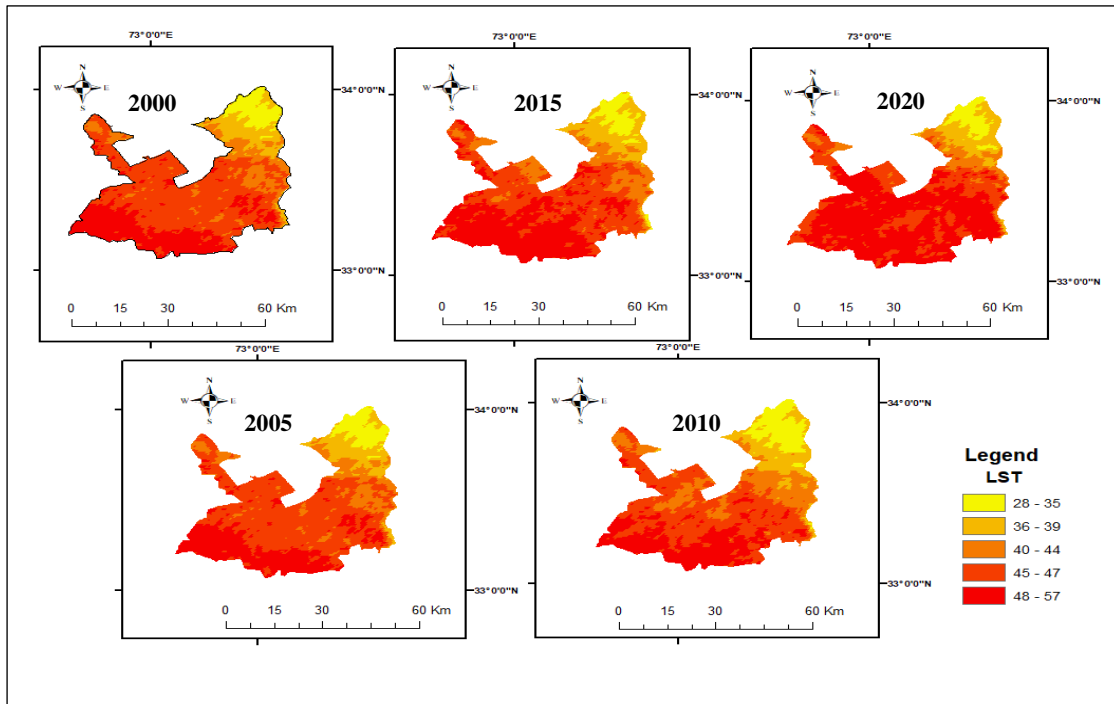 73°0'0"E
73°0'0"E
73°0'0"E
N
W E
S
2000
34°0'0"N
33°0'0"N
0 15 30 60 Km
N
W E
S
2015
34°0'0"N
33°0'0"N
0 15 30 60 Km
N
W E
S
2020
34°0'0"N
33°0'0"N
0 15 30 60 Km
73°0'0"E
73°0'0"E
N
W E
S
2005
34°0'0"N
33°0'0"N
0 15 30 60 Km
N
W E
S
2010
34°0'0"N
33°0'0"N
0 15 30 60 Km
Legend
LST
28 - 35
36 - 39
40 - 44
45 - 47
48 - 57